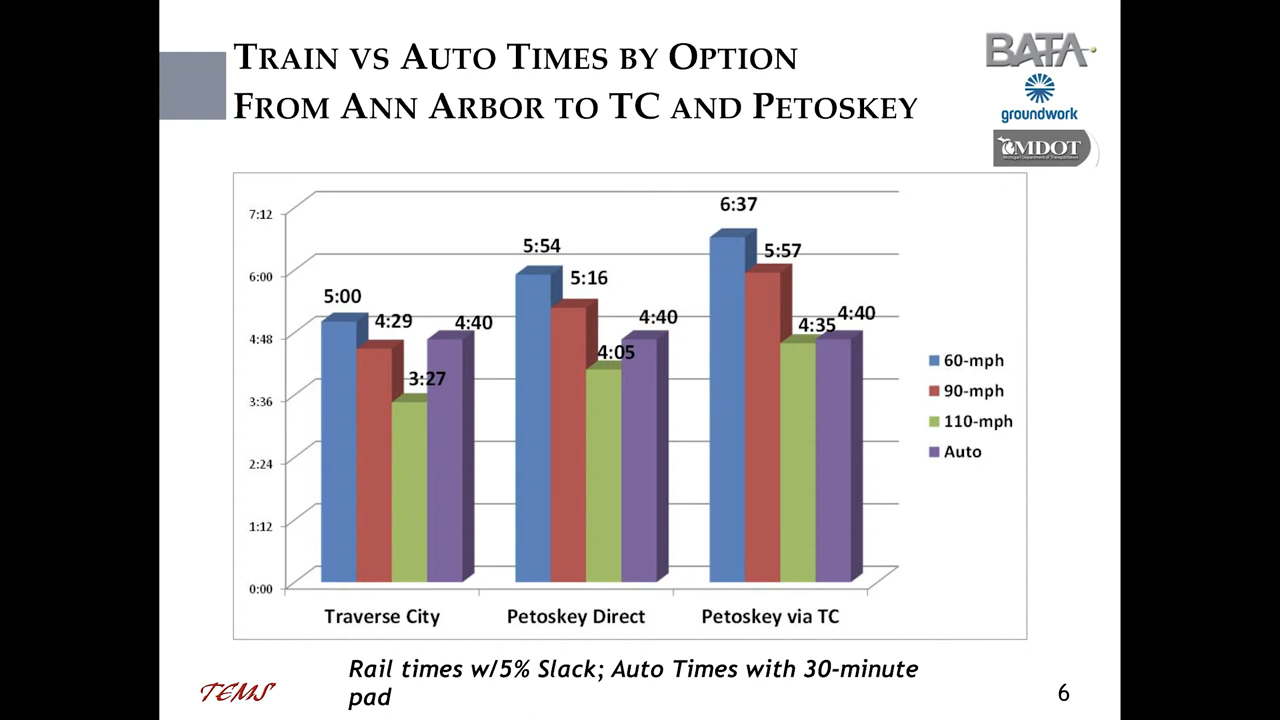 TRAIN VS AUTO TIMES BY OPTION
FROM ANN ARBOR TO TC AND PETOSKEY
BATA
groundwork
MDOT
Michigan Department of Transportation
7:12
6:00
4:48
3:36
2:24
1:12
0:00
5:00
4:29
3:27
4:40
5:54
5:16
4:05
4:40
6:37
5:57
4:35
4:40
Traverse City
Petoskey Direct
Petoskey via TC
60-mph
90-mph
110-mph
Auto
Rail times w/5% Slack; Auto Times with 30-minute
pad
TEMS
6